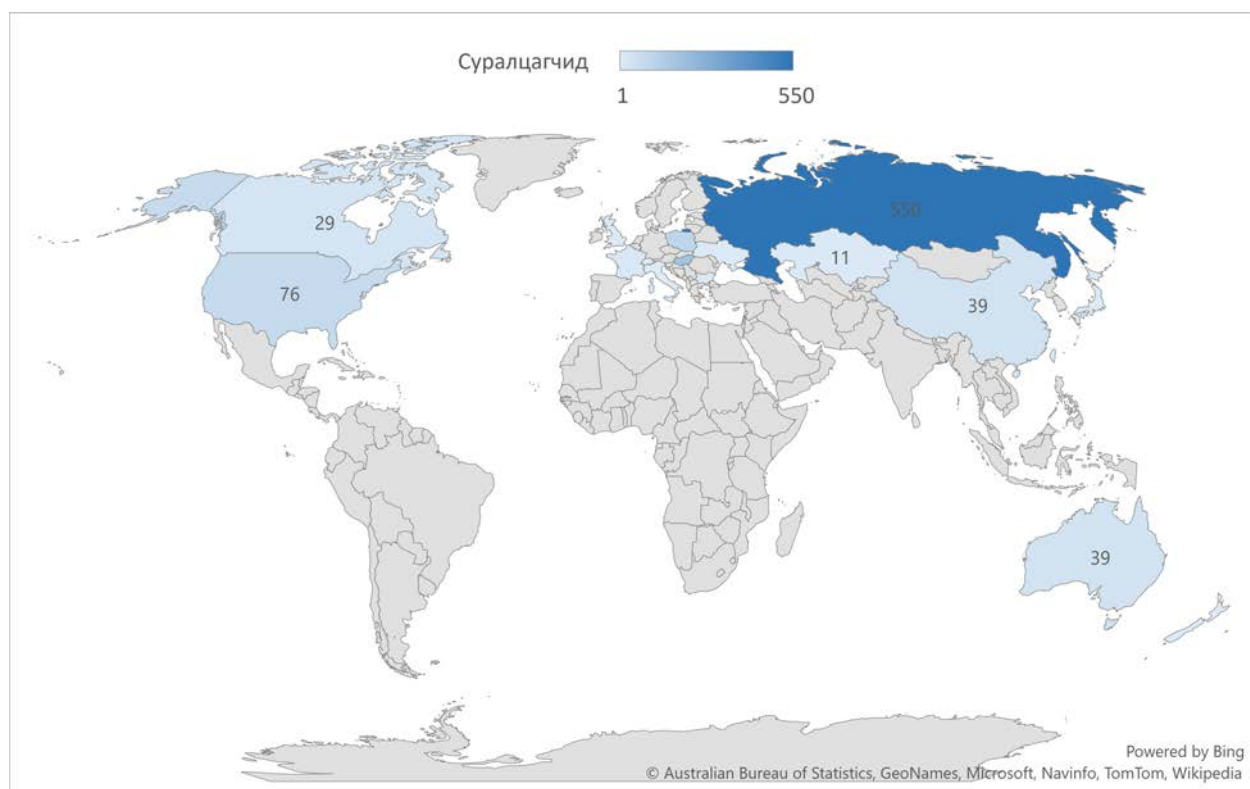 Суралцагчид
1 550
29
550
11
76
39
39
Powered by Bing
© Australian Bureau of Statistics, GeoNames, Microsoft, Navinfo, TomTom, Wikipedia